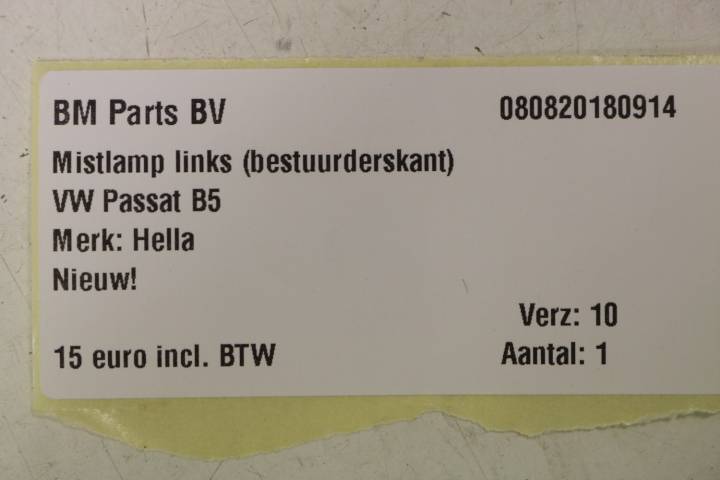 BM Parts BV 080820180914
Mistlamp links (bestuurderskant)
VW Passat B5
Merk: Hella
Nieuw!
Verz: 10
15 euro incl. BTW Aantal: 1